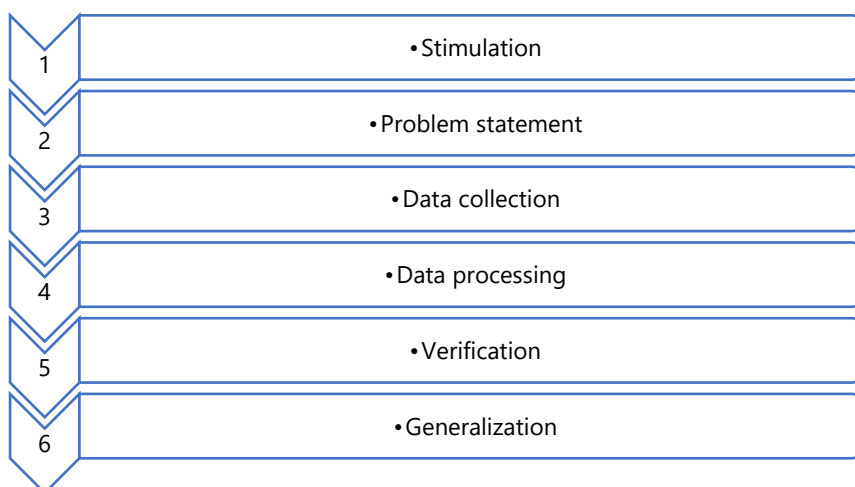 1
•Stimulation
2
•Problem statement
3
•Data collection
4
•Data processing
5
•Verification
6
•Generalization